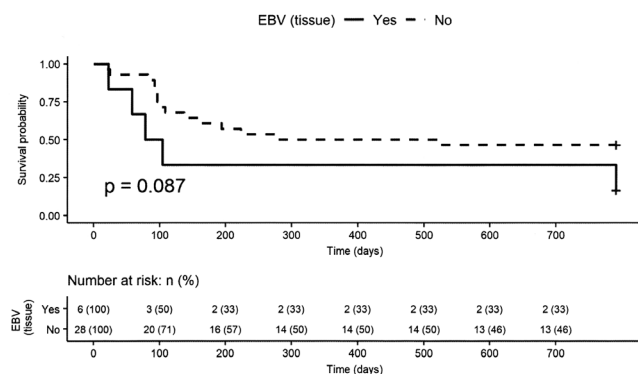 EBV (tissue) Yes No
1.00
0.75
0.50
0.25
0.00
Survival probability
p = 0.087
0 100 200 300 400 500 600 700
Time (days)
Number at risk: n (%)
EBV (tissue)
Yes 6 (100) 3 (50) 2 (33) 2 (33) 2 (33) 2 (33) 2 (33) 2 (33)
No 28 (100) 20 (71) 16 (57) 14 (50) 14 (50) 14 (50) 13 (46) 13 (46)
0 100 200 300 400 500 600 700
Time (days)